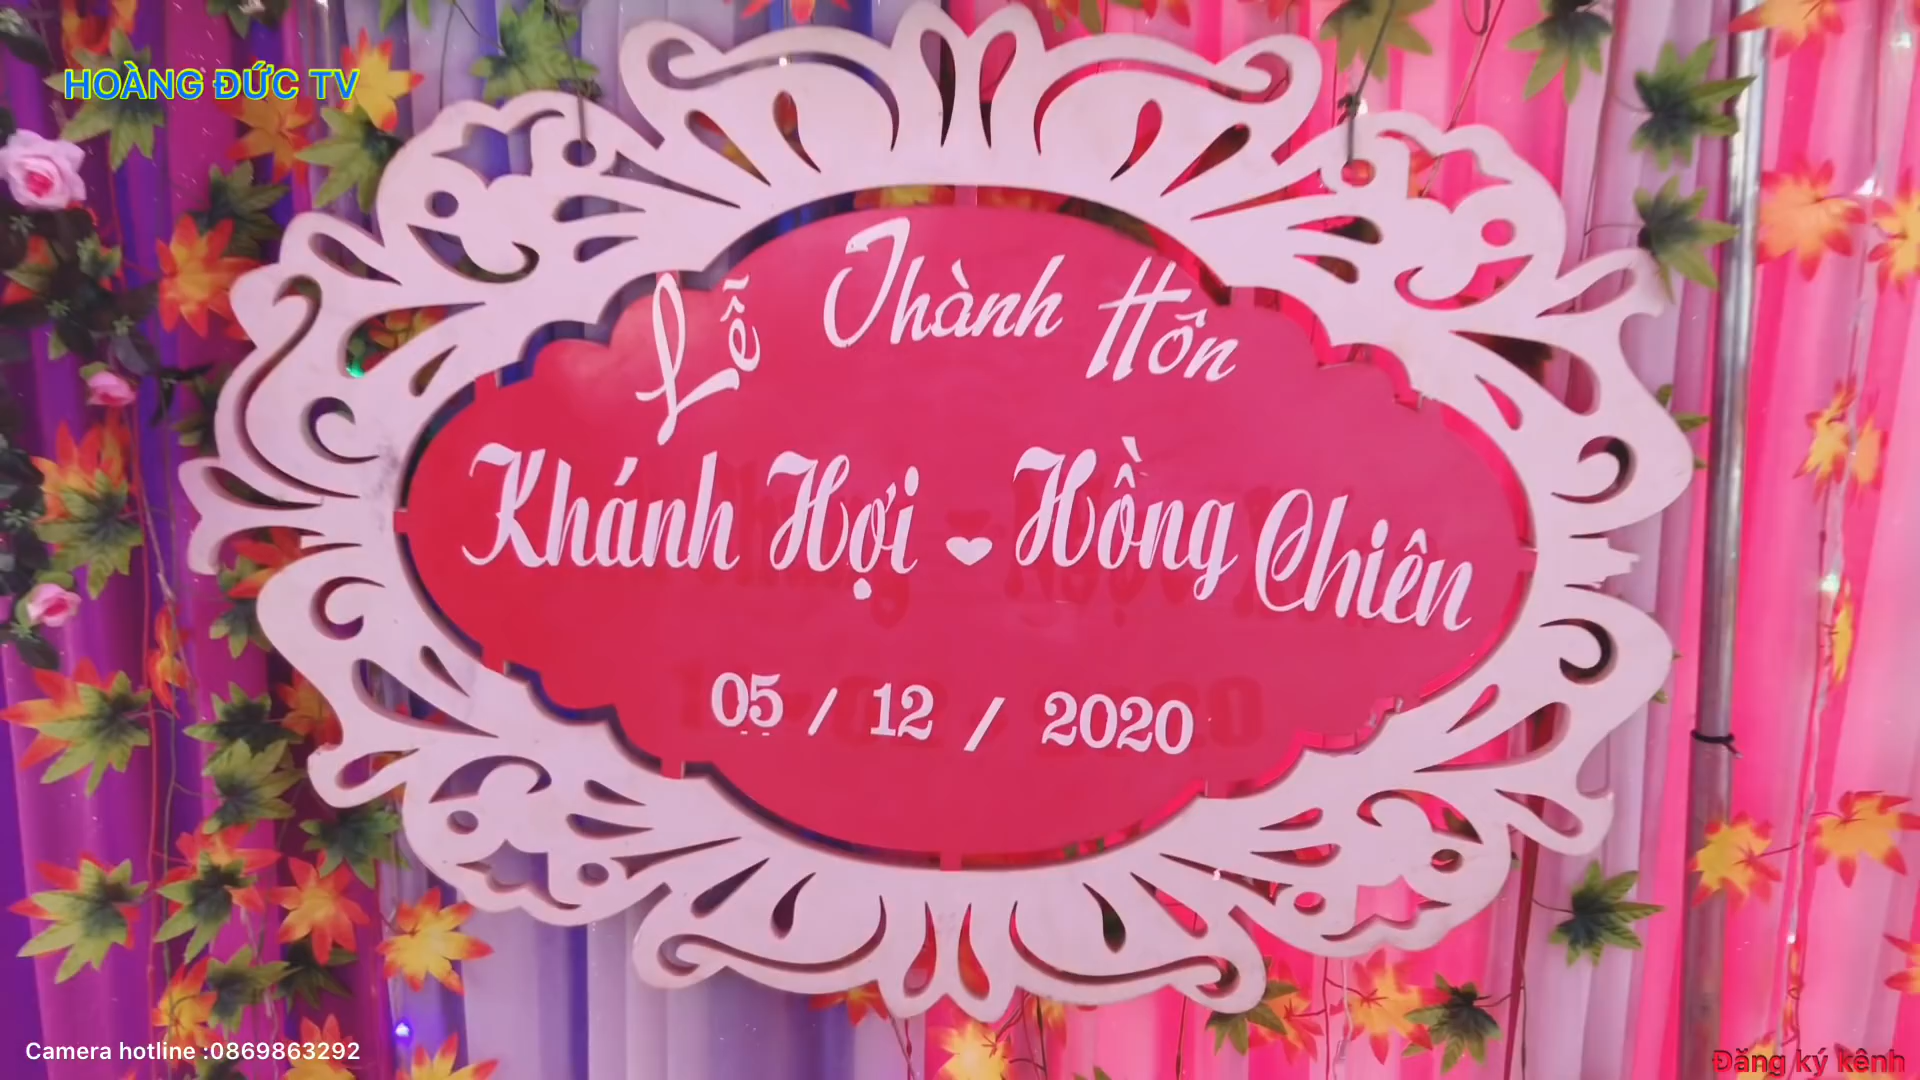 HOÀNG ĐỨC TV
Lễ Thành Hôn
Khánh Hợi Hồng Chiên
05 / 12 / 2020
Camera hotline :0869863292
Đăng ký kênh